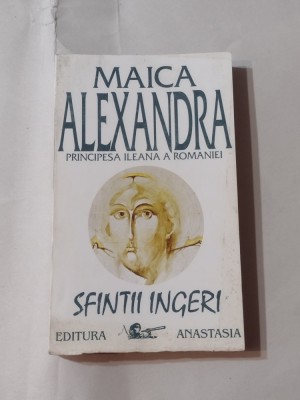 MAICA
ALEXANDRA
PRINCIPESA ILEANA A ROMANIEI
SFINTII INGERI
EDITURA ANASTASIA